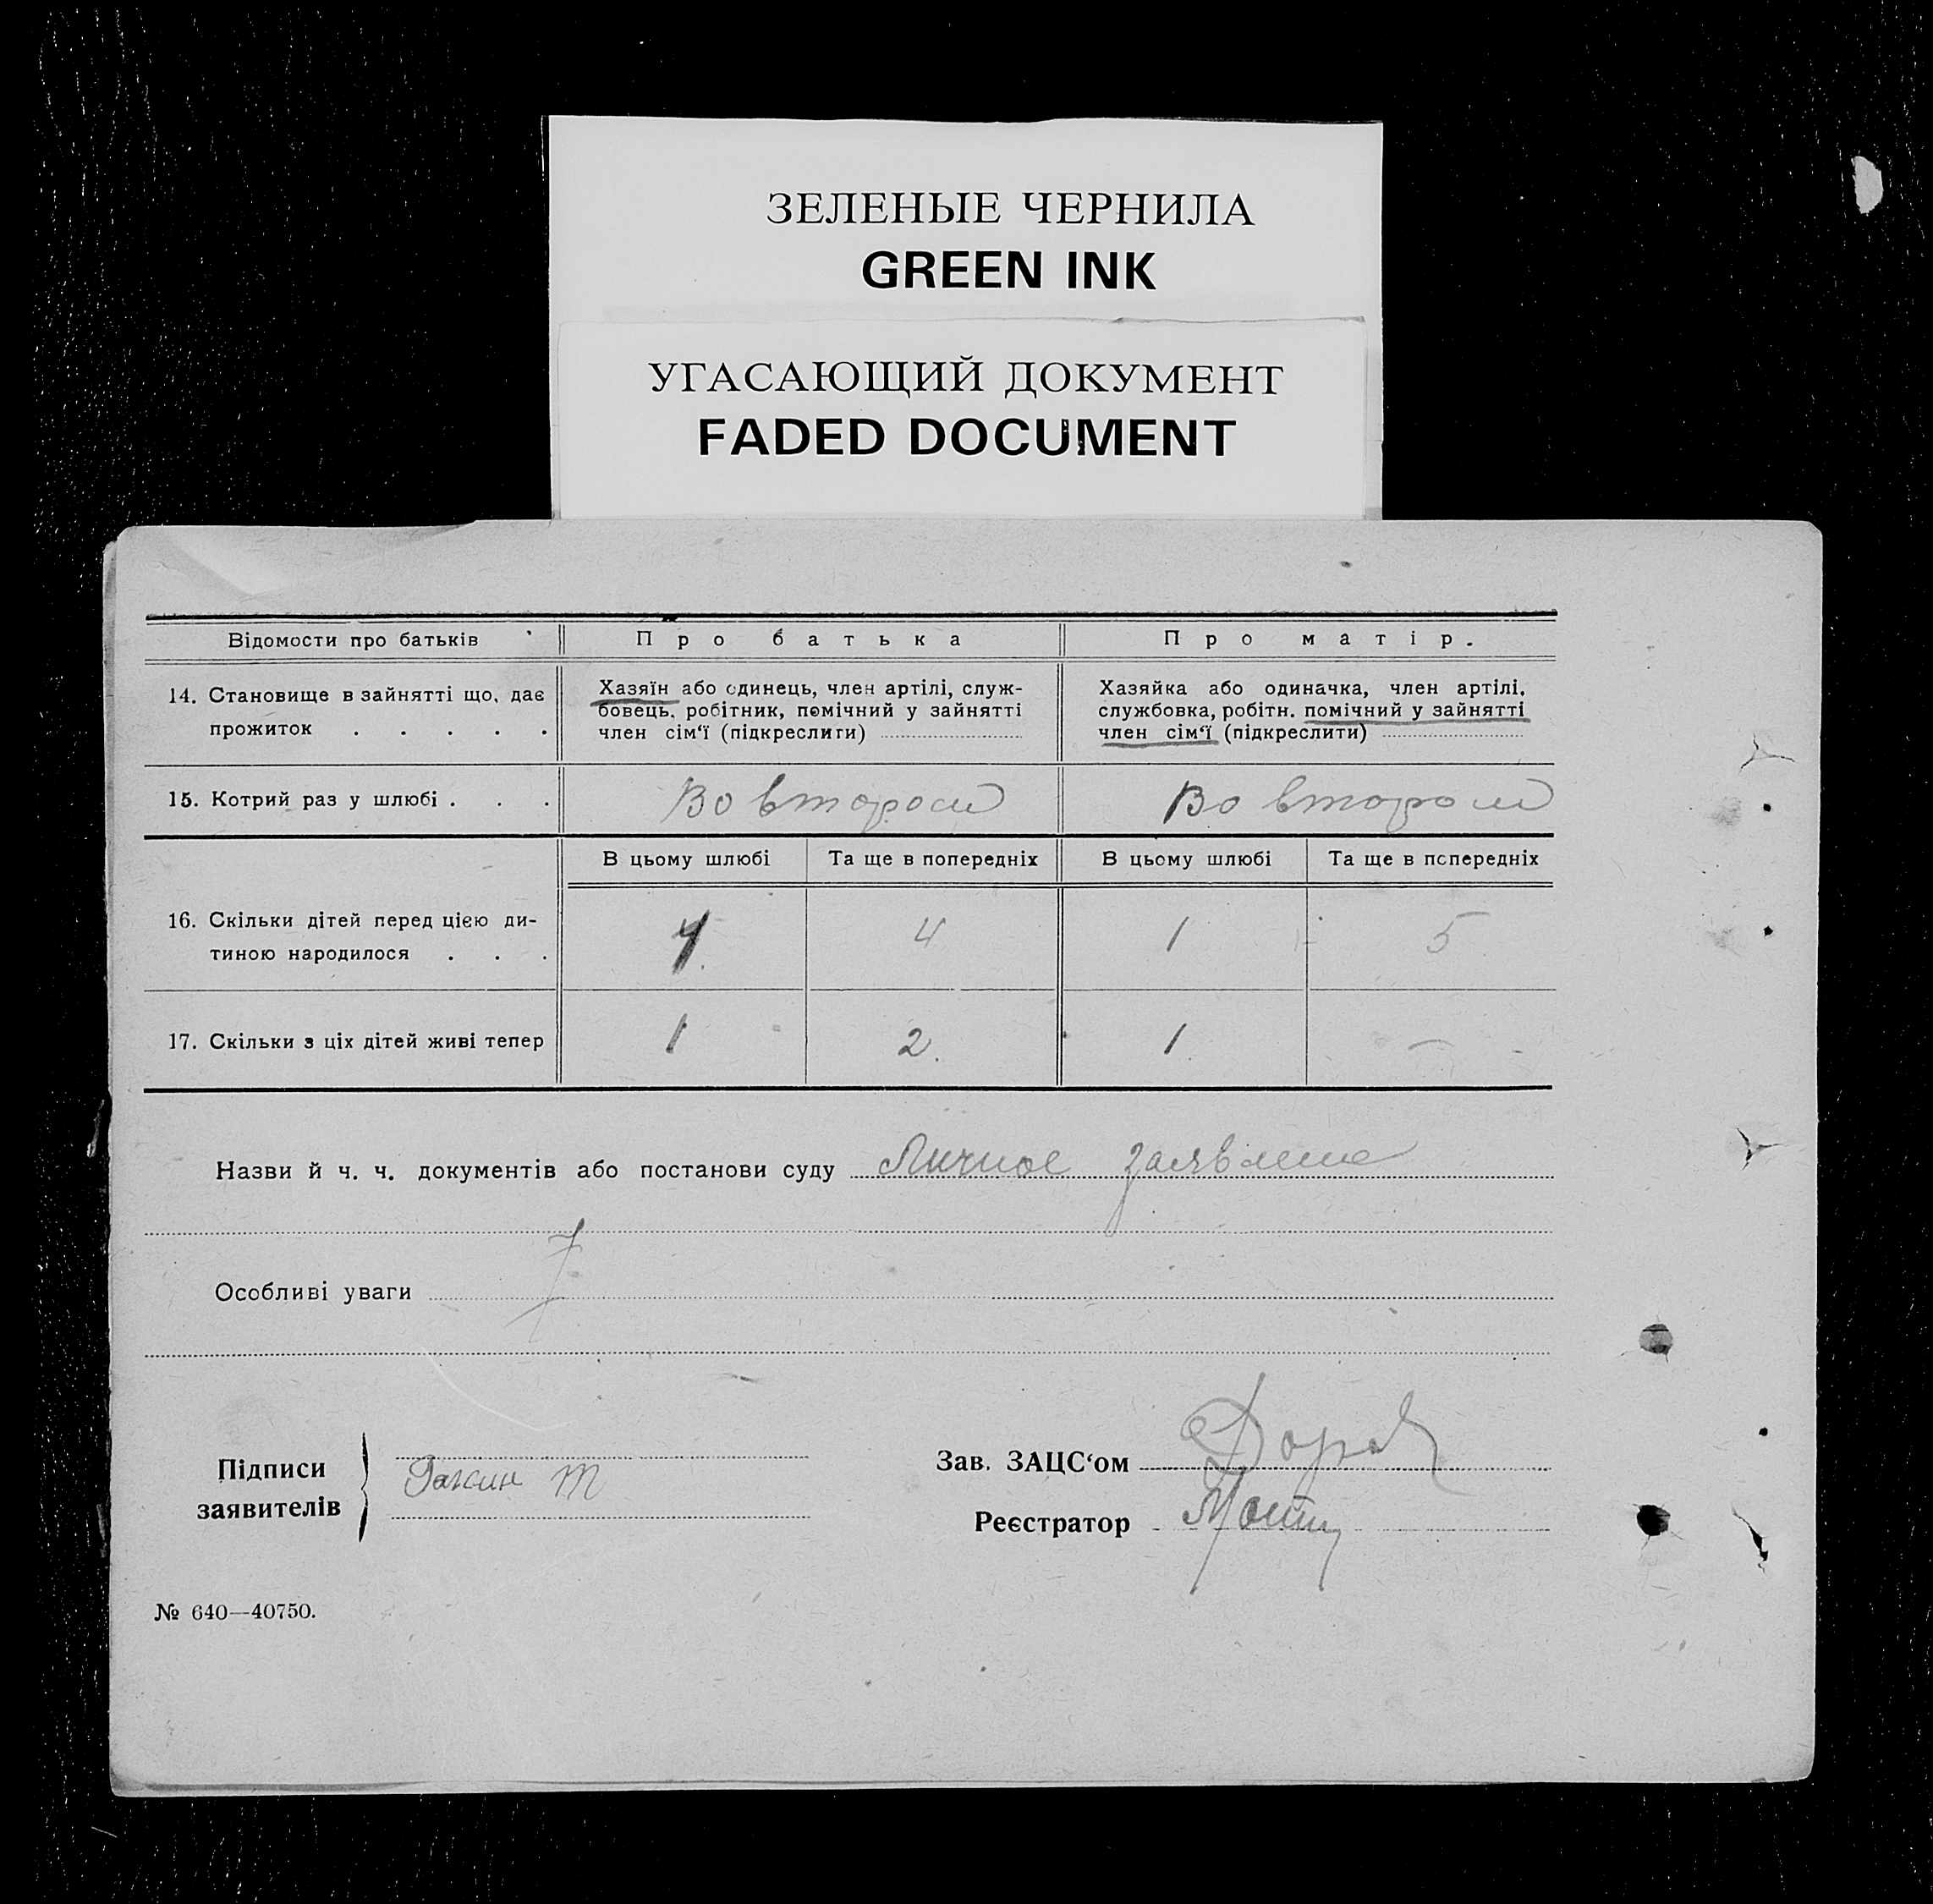 ЗЕЛЕНЫЕ ЧЕРНИЛА
GREEN INK
УГАСАЮЩИЙ ДОКУМЕНТ
FADED DOCUMENT
Відомости про батьків Про батька Про матір.
14. Становище в зайнятті що, дає прожиток . . . . .
Хазяїн або одинець, член артілі, служ-
бовець, робітник, помічний у зайнятті
член сім‘ї (підкреслити)
Хазяйка або одиначка, член артілі,
службовка, робітн. помічний у зайнятті
член сім‘ї (підкреслити)
15. Котрий раз у шлюбі . . . Во втором Во втором
В цьому шлюбі Та ще в попередніх В цьому шлюбі Та ще в попередніх
16. Скільки дітей перед цією ди-
тиною народилося . . . 4 1 5
17. Скільки з ціх дітей живі тепер 1 2. 1 —
Назви й ч. ч. документів або постанови суду Личное заявление
Особливі уваги
Підписи
заявителів
Зав. ЗАЦС‘ом
Реєстратор
№ 640—40750.